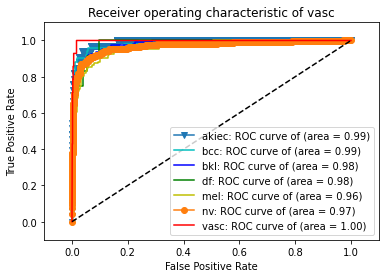 Receiver operating characteristic of vasc
True Positive Rate
1.0
0.8
0.6
0.4
0.2
0.0
akiec: ROC curve of (area = 0.99)
bcc: ROC curve of (area = 0.99)
bkl: ROC curve of (area = 0.98)
df: ROC curve of (area = 0.98)
mel: ROC curve of (area = 0.96)
nv: ROC curve of (area = 0.97)
vasc: ROC curve of (area = 1.00)
0.0 0.2 0.4 0.6 0.8 1.0
False Positive Rate